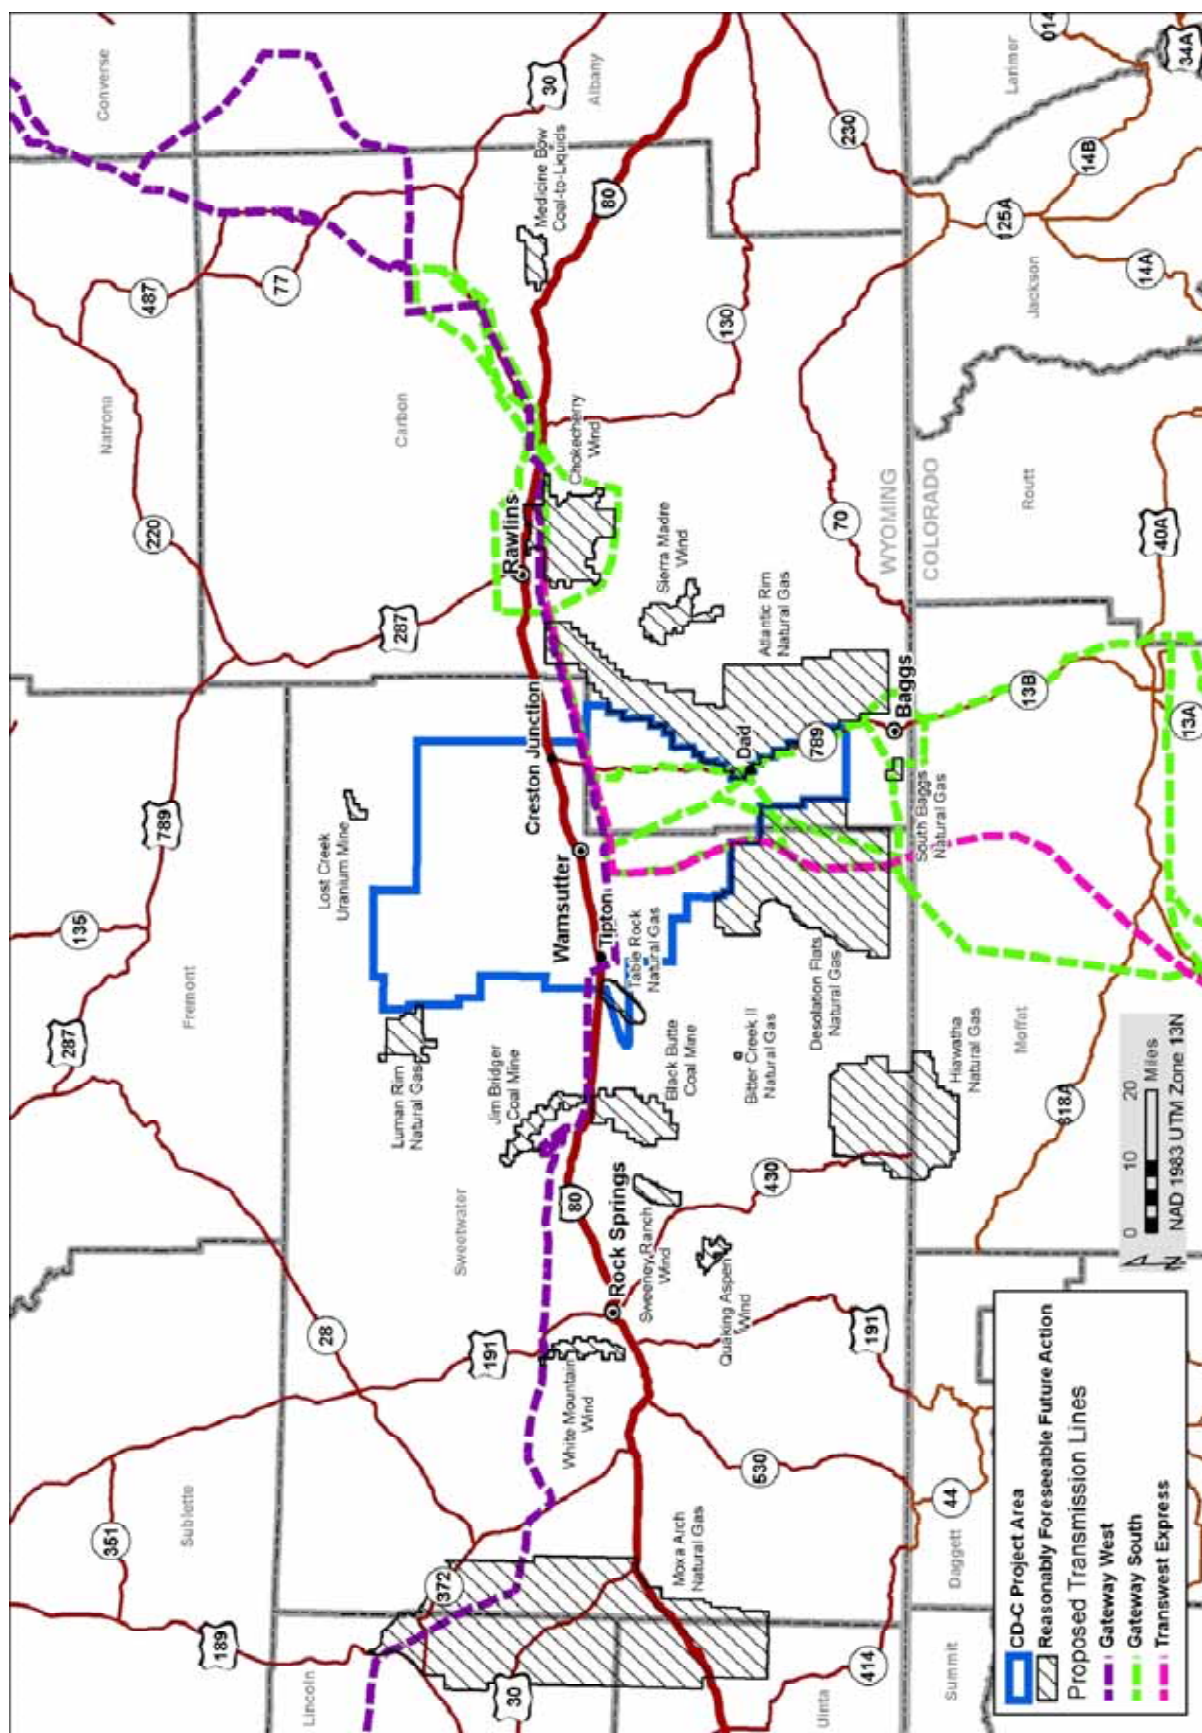 Converse
Albany
30
Larimer
014
34A
Medicine Bow
Coal-to-Liquids
80
230
14B
125A
14A
Jackson
487
77
130
Natrona
Carbon
220
287
Rawlins
Chokecherry
Wind
Sierra Madre
Wind
70
WYOMING
COLORADO
Routt
40A
Atlantic Rim
Natural Gas
Baggs
13B
13A
789
Dad
Creston Junction
South Baggs
Natural Gas
Wamsutter
Lost Creek
Uranium Mine
789
135
287
Fremont
Tipton
Table Rock
Natural Gas
Desolation Flats
Natural Gas
Luman Rim
Natural Gas
Jim Bridger
Coal Mine
Black Butte
Coal Mine
Bitter Creek II
Natural Gas
Hiawatha
Natural Gas
Moffat
318A
Sweetwater
80
Rock Springs
430
Sweeney Ranch
Wind
Quaking Aspen
Wind
191
191
28
White Mountain
Wind
530
44
Daggett
Sublette
351
189
372
Moxa Arch
Natural Gas
30
Lincoln
Uinta
414
Summit
N
0 10 20
Miles
NAD 1983 UTM Zone 13N
CD-C Project Area
Reasonably Foreseeable Future Action
Proposed Transmission Lines
Gateway West
Gateway South
Transwest Express